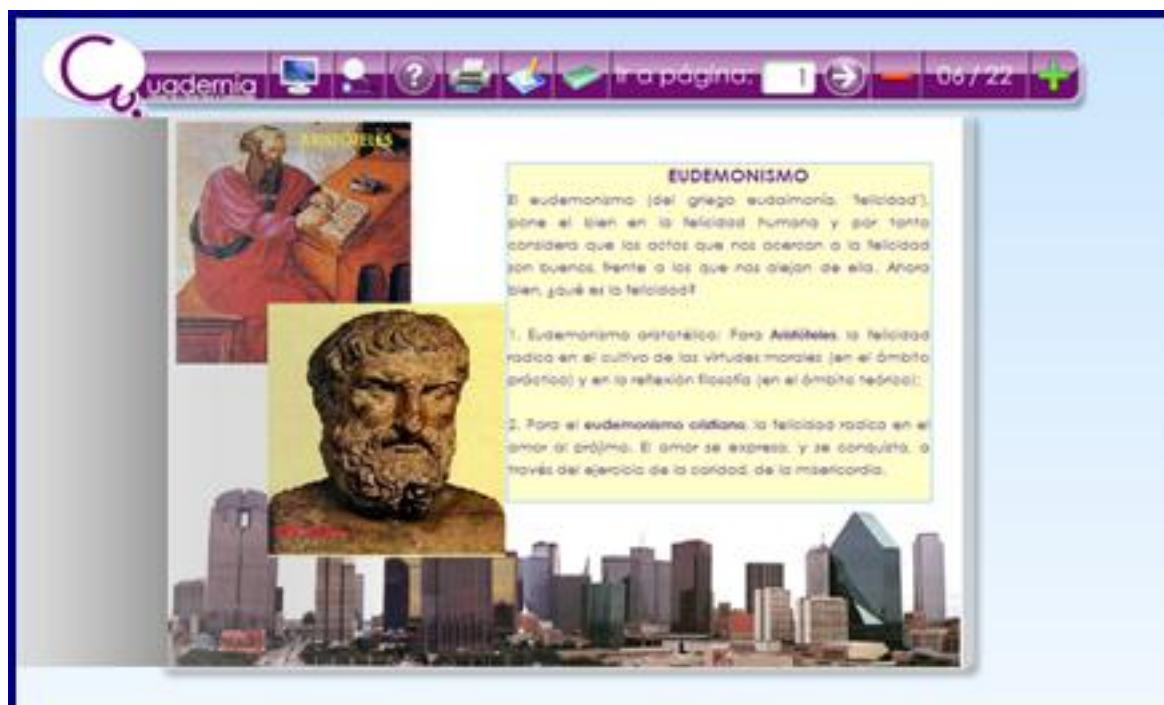 Cuadernia
Ir a página: 1
06 / 22
ARISTÓTELES
EUDEMONISMO
El eudemonismo (del griego eudaimonía, 'felicidad'),
pone el bien en la felicidad humana y por tanto
considera que los actos que nos acercan a la felicidad
son buenos, frente a los que nos alejan de ella. Ahora
bien, ¿qué es la felicidad?
1. Eudemonismo aristotélico: Para Aristóteles, la felicidad
radica en el cultivo de las virtudes morales (en el ámbito
práctico) y en la reflexión filosofía (en el ámbito teórico);
2. Para el eudemonismo cristiano, la felicidad radica en el
amor al prójimo. El amor se expresa, y se conquista, a
través del ejercicio de la caridad, de la misericordia.